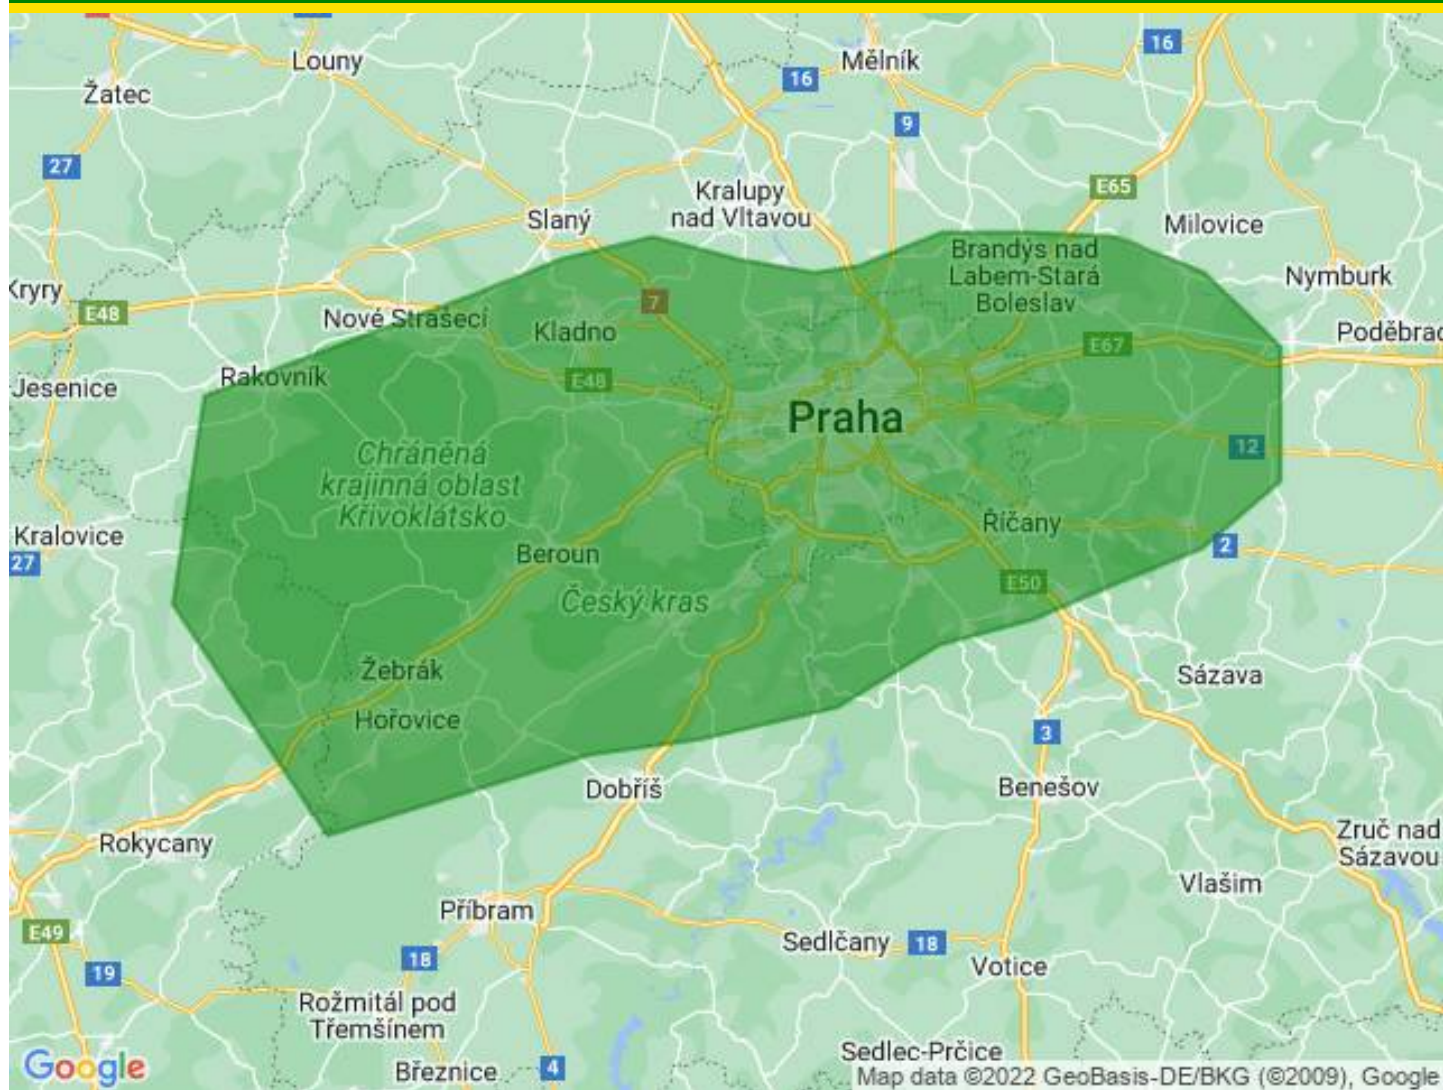 Louny
Mělník
16
16
Žatec
9
27
Kralupy
nad Vltavou
E65
Slaný
Milovice
Brandýs nad
Labem-Stará
Boleslav
Nymburk
Kryry
E48
7
Nové Strašecí
Kladno
E67
Poděbrad
Jesenice
Rakovník
E48
Praha
12
Chráněná
krajinná oblast
Křivoklátsko
Říčany
Kralovice
27
Beroun
2
E50
Český kras
Žebrák
Sázava
Hořovice
3
Dobříš
Benešov
Rokycany
Zruč nad
Sázavou
Vlašim
Příbram
E49
Sedlčany
18
18
Votice
19
Rožmitál pod
Třemšínem
Sedlec-Prčice
Google
Březnice
4
Map data ©2022 GeoBasis-DE/BKG (©2009), Google